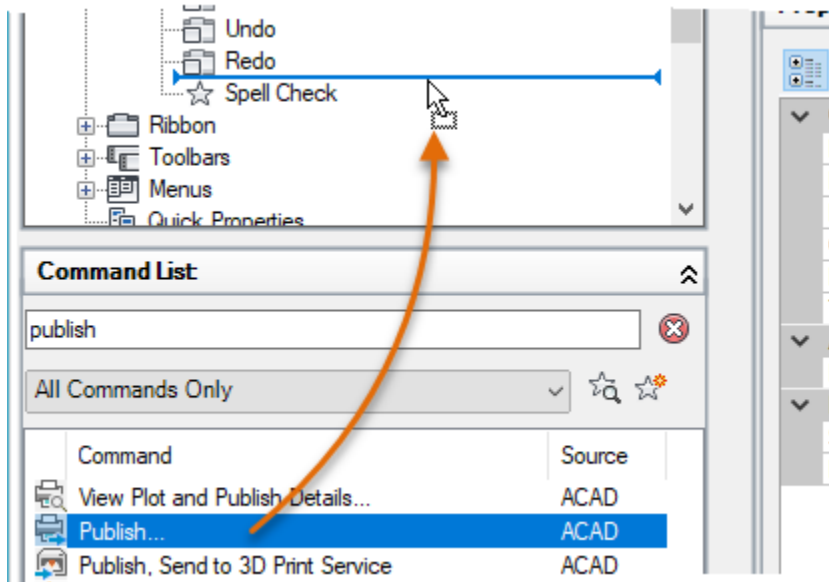 Undo
Redo
Spell Check
Ribbon
Toolbars
Menus
Quick Properties
Command List:
publish
All Commands Only
Command Source
View Plot and Publish Details... ACAD
Publish... ACAD
Publish, Send to 3D Print Service ACAD